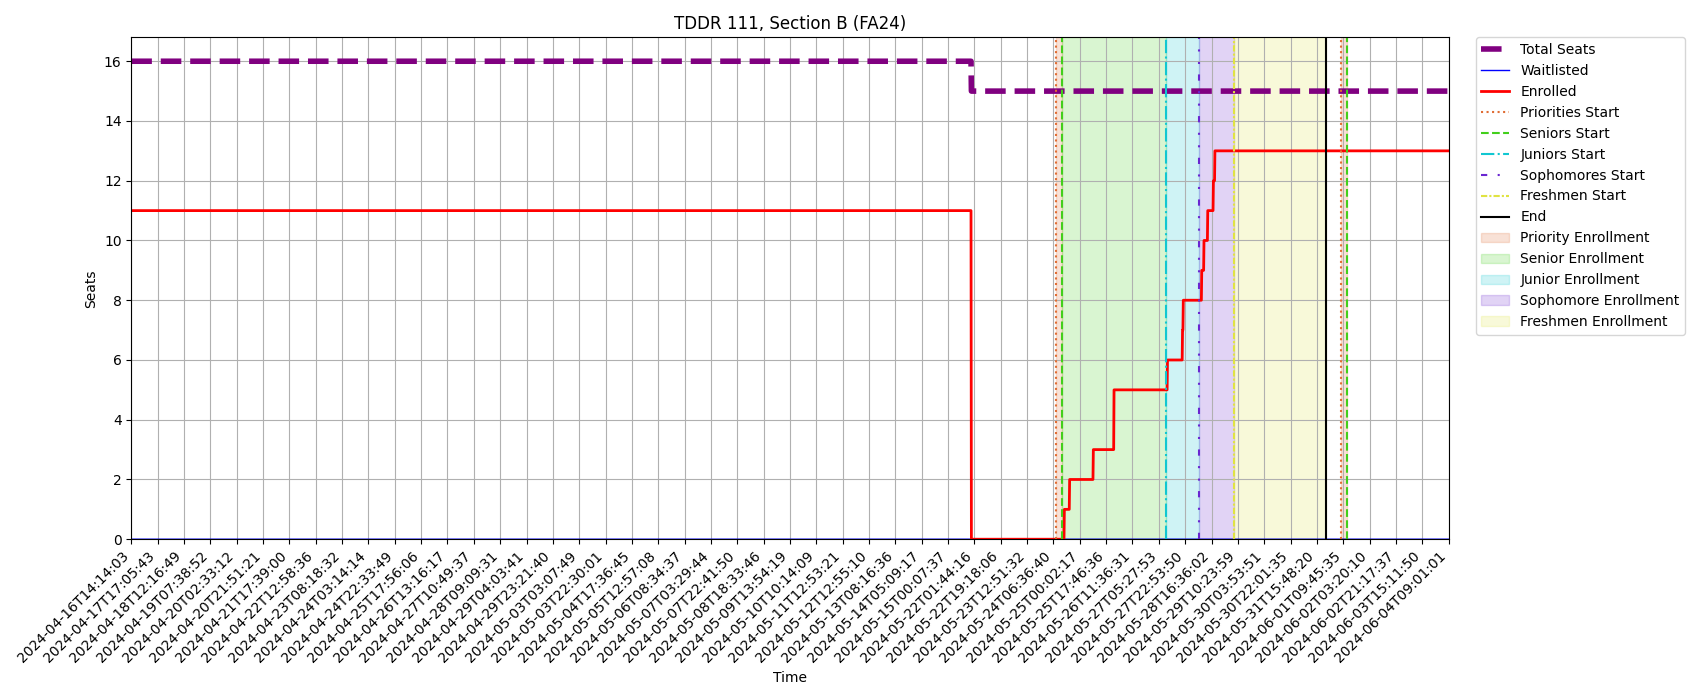 TDDR 111, Section B (FA24)
16
14
12
10
8
6
4
2
0
Seats
2024-04-16T14:14:03
2024-04-17T17:05:43
2024-04-18T12:16:49
2024-04-19T07:38:52
2024-04-20T02:33:12
2024-04-20T21:51:21
2024-04-21T17:39:00
2024-04-22T12:58:36
2024-04-23T08:18:32
2024-04-24T03:14:14
2024-04-24T22:33:49
2024-04-25T17:56:06
2024-04-26T13:16:17
2024-04-27T10:49:37
2024-04-28T09:09:31
2024-04-29T04:03:41
2024-04-29T23:21:40
2024-05-03T03:07:49
2024-05-03T22:30:01
2024-05-04T17:36:45
2024-05-05T12:57:08
2024-05-06T08:34:37
2024-05-07T03:29:44
2024-05-07T22:41:50
2024-05-08T18:33:46
2024-05-09T13:54:19
2024-05-10T10:14:09
2024-05-11T12:53:21
2024-05-12T12:55:10
2024-05-13T08:16:36
2024-05-14T05:09:17
2024-05-15T00:07:37
2024-05-22T01:44:16
2024-05-22T19:18:06
2024-05-23T12:51:32
2024-05-24T06:36:40
2024-05-25T00:02:17
2024-05-25T17:46:36
2024-05-26T11:36:31
2024-05-27T05:27:53
2024-05-27T22:53:50
2024-05-28T16:36:02
2024-05-29T10:23:59
2024-05-30T03:53:51
2024-05-30T22:01:35
2024-05-31T15:48:20
2024-06-01T09:45:35
2024-06-02T03:20:10
2024-06-02T21:17:37
2024-06-03T15:11:50
2024-06-04T09:01:01
Time
Total Seats
Waitlisted
Enrolled
Priorities Start
Seniors Start
Juniors Start
Sophomores Start
Freshmen Start
End
Priority Enrollment
Senior Enrollment
Junior Enrollment
Sophomore Enrollment
Freshmen Enrollment